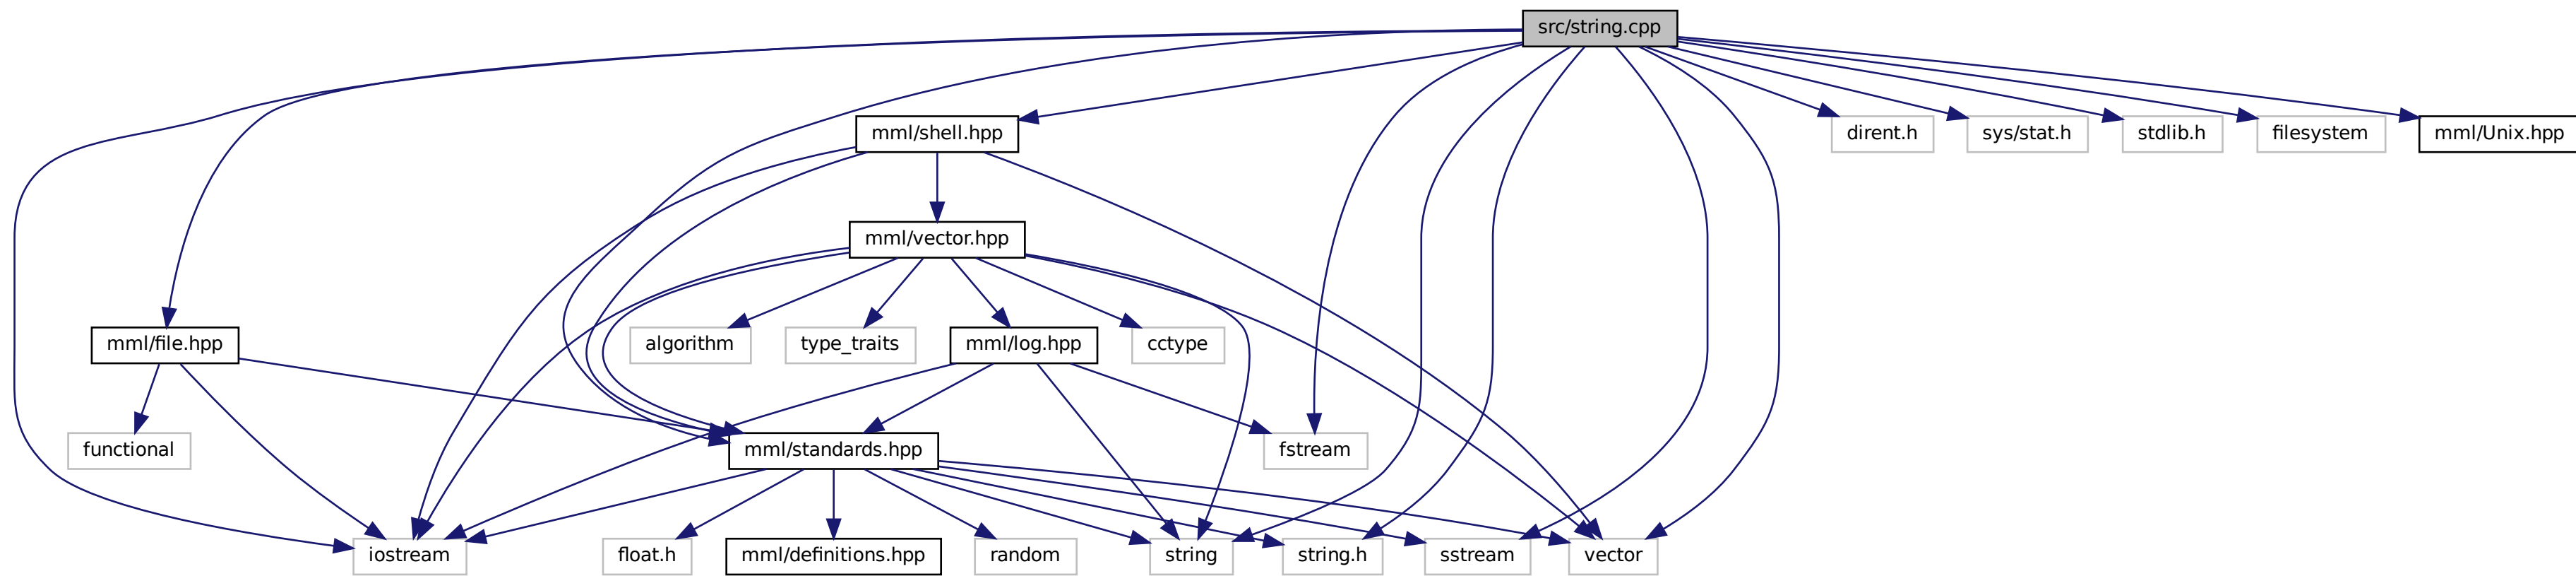 src/string.cpp
mml/shell.hpp
dirent.h
sys/stat.h
stdlib.h
filesystem
mml/Unix.hpp
mml/vector.hpp
mml/file.hpp
algorithm
type_traits
mml/log.hpp
cctype
functional
mml/standards.hpp
fstream
iostream
float.h
mml/definitions.hpp
random
string
string.h
sstream
vector